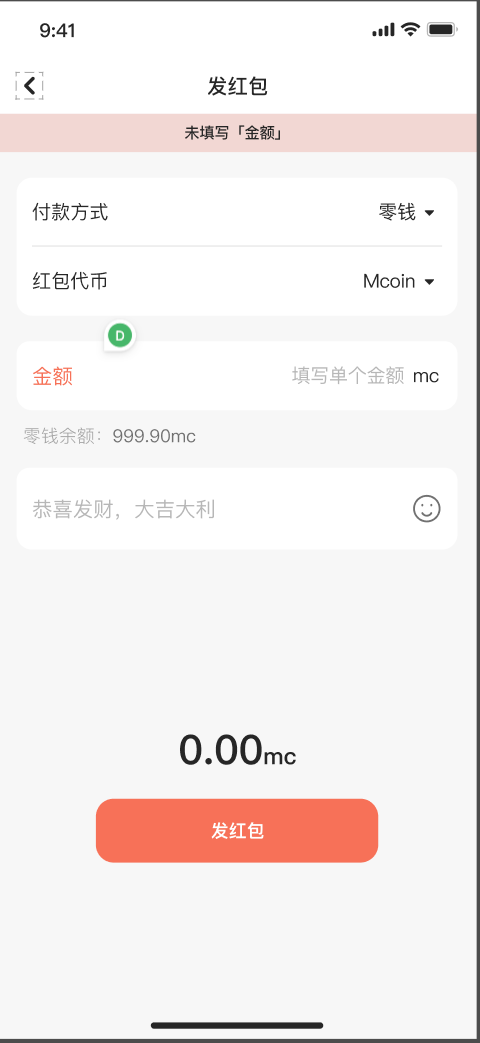 9:41
发红包
未填写「金额」
付款方式 零钱
红包代币 Mcoin
D
金额 填写单个金额 mc
零钱余额：999.90mc
恭喜发财，大吉大利
0.00mc
发红包